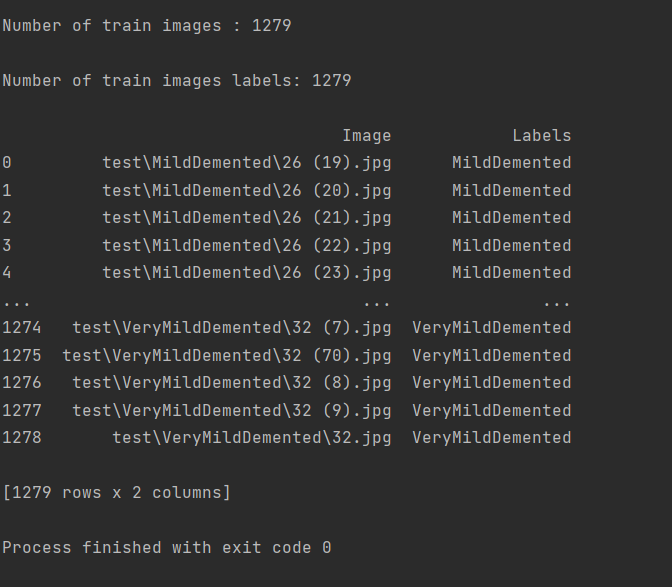 Number of train images : 1279
Number of train images labels: 1279
Image Labels
0 test\MildDemented\26 (19).jpg MildDemented
1 test\MildDemented\26 (20).jpg MildDemented
2 test\MildDemented\26 (21).jpg MildDemented
3 test\MildDemented\26 (22).jpg MildDemented
4 test\MildDemented\26 (23).jpg MildDemented
... ... ...
1274 test\VeryMildDemented\32 (7).jpg VeryMildDemented
1275 test\VeryMildDemented\32 (70).jpg VeryMildDemented
1276 test\VeryMildDemented\32 (8).jpg VeryMildDemented
1277 test\VeryMildDemented\32 (9).jpg VeryMildDemented
1278 test\VeryMildDemented\32.jpg VeryMildDemented
[1279 rows x 2 columns]
Process finished with exit code 0